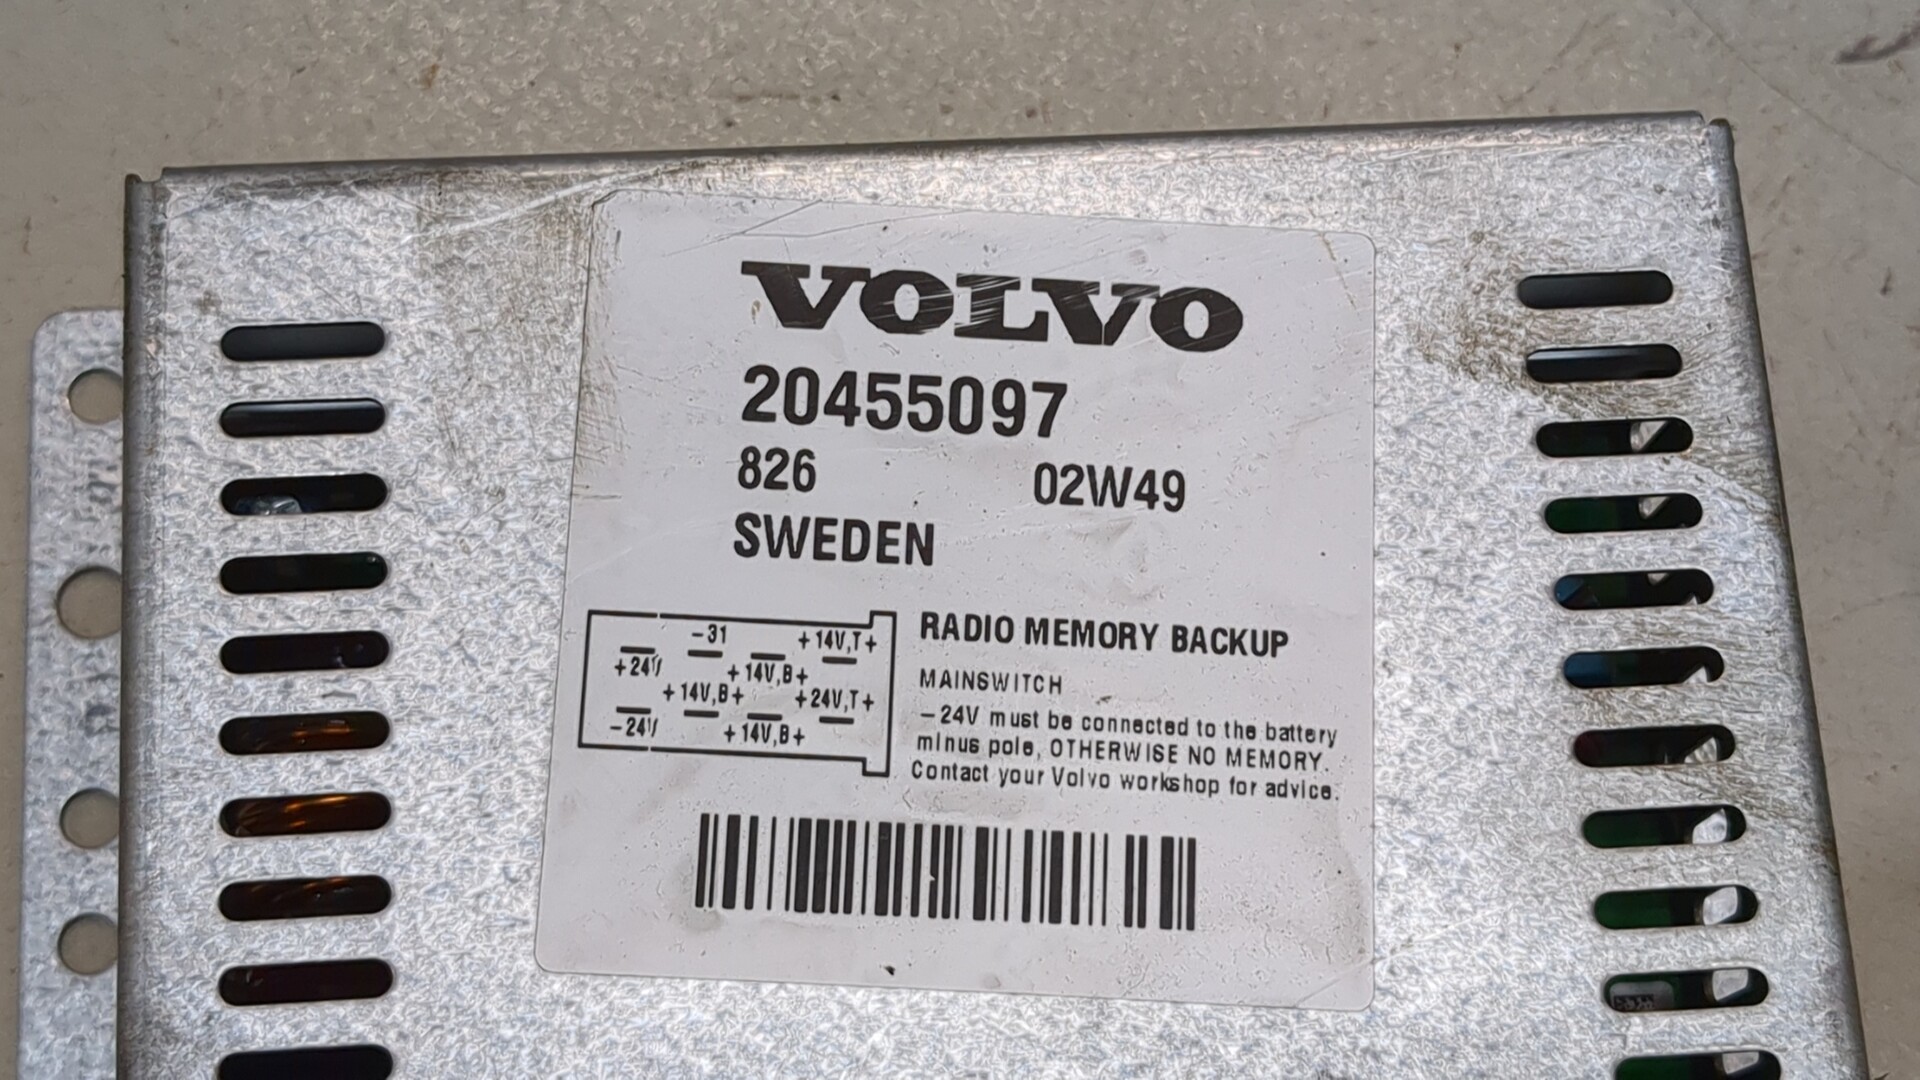 VOLVO
20455097
826 02W49
SWEDEN
-31 +14V,T+
+24V +14V,B+
+14V,B+ +24V,T+
-24V +14V,B+
RADIO MEMORY BACKUP
MAINSWITCH
-24V must be connected to the battery
minus pole, OTHERWISE NO MEMORY.
Contact your Volvo workshop for advice.